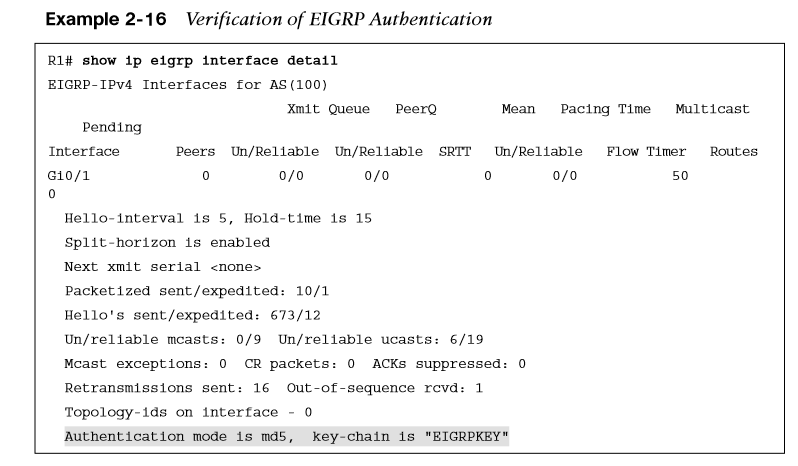 Example 2-16 Verification of EIGRP Authentication
R1# show ip eigrp interface detail
EIGRP-IPv4 Interfaces for AS(100)
Xmit Queue PeerQ Mean Pacing Time Multicast
Pending
Interface Peers Un/Reliable Un/Reliable SRTT Un/Reliable Flow Timer Routes
Gi0/1 0 0/0 0/0 0 0/0 50
0
Hello-interval is 5, Hold-time is 15
Split-horizon is enabled
Next xmit serial <none>
Packetized sent/expedited: 10/1
Hello's sent/expedited: 673/12
Un/reliable mcasts: 0/9 Un/reliable ucasts: 6/19
Mcast exceptions: 0 CR packets: 0 ACKs suppressed: 0
Retransmissions sent: 16 Out-of-sequence rcvd: 1
Topology-ids on interface - 0
Authentication mode is md5, key-chain is "EIGRPKEY"